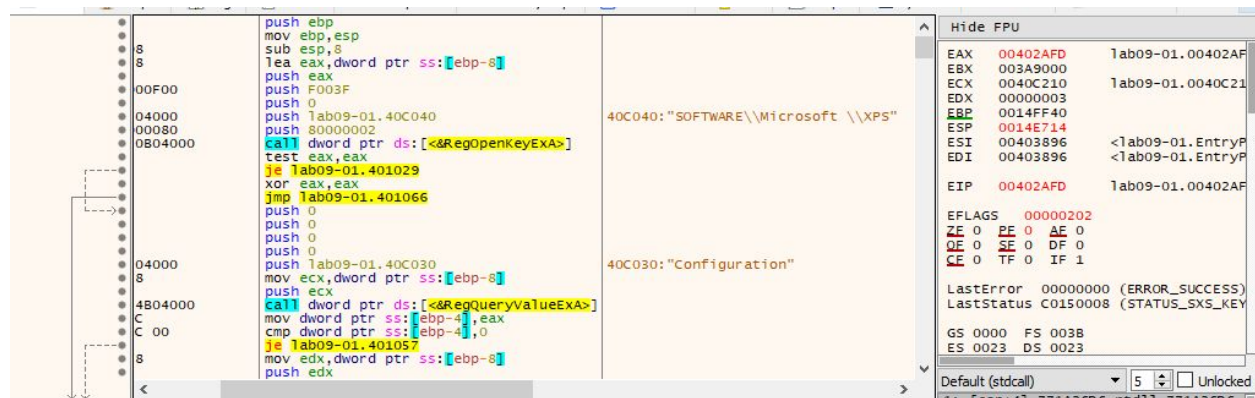 push ebp
mov ebp,esp
8 sub esp,8
8 lea eax,dword ptr ss:[ebp-8]
push eax
00F00 push F003F
push 0
04000 push lab09-01.40C040 40C040:"SOFTWARE\\Microsoft \\XPS"
00080 push 80000002
0B04000 call dword ptr ds:[<&RegOpenKeyExA>]
test eax,eax
je lab09-01.401029
xor eax,eax
jmp lab09-01.401066
push 0
push 0
push 0
push 0
04000 push lab09-01.40C030 40C030:"Configuration"
8 mov ecx,dword ptr ss:[ebp-8]
push ecx
4B04000 call dword ptr ds:[<&RegQueryValueExA>]
C mov dword ptr ss:[ebp-4],eax
C 00 cmp dword ptr ss:[ebp-4],0
je lab09-01.401057
8 mov edx,dword ptr ss:[ebp-8]
push edx
Hide FPU
EAX 00402AFD lab09-01.00402AF
EBX 003A9000
ECX 0040C210 lab09-01.0040C21
EDX 00000003
EBP 0014FF40
ESP 0014E714
ESI 00403896 <lab09-01.EntryP
EDI 00403896 <lab09-01.EntryP
EIP 00402AFD lab09-01.00402AF
EFLAGS 00000202
ZF 0 PF 0 AF 0
OF 0 SF 0 DF 0
CF 0 TF 0 IF 1
LastError 00000000 (ERROR_SUCCESS)
LastStatus C0150008 (STATUS_SXS_KEY
GS 0000 FS 003B
ES 0023 DS 0023
Default (stdcall) 5 Unlocked